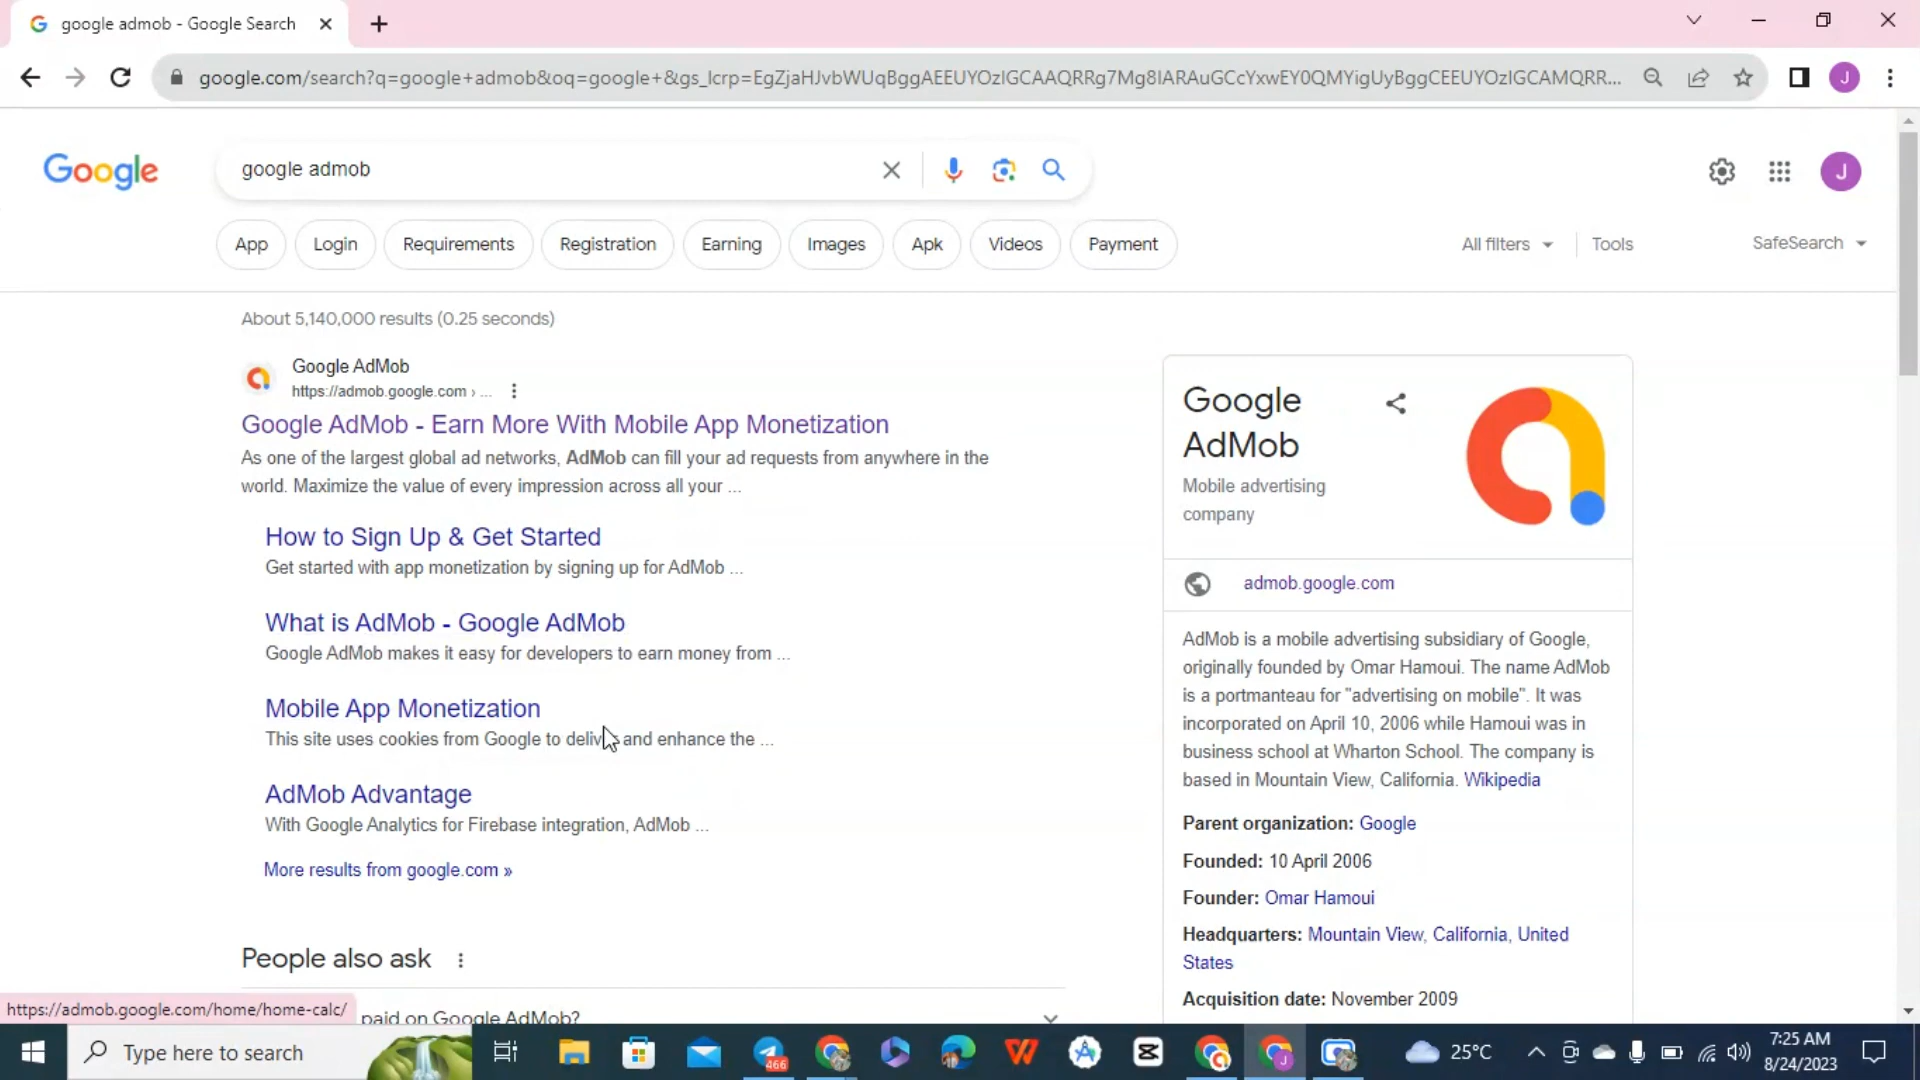 google admob - Google Search
google.com/search?q=google+admob&oq=google+&gs_lcrp=EgZjaHJvbWUqBggAEEUYOzIGCAAQRRg7Mg8IARAuGCcYxwEY0QMYigUyBggCEEUYOzIGCAMQRR...
J
Google
google admob
J
App
Login
Requirements
Registration
Earning
Images
Apk
Videos
Payment
All filters
Tools
SafeSearch
About 5,140,000 results (0.25 seconds)
Google AdMob
https://admob.google.com › ...
Google AdMob - Earn More With Mobile App Monetization
As one of the largest global ad networks, AdMob can fill your ad requests from anywhere in the
world. Maximize the value of every impression across all your ...
How to Sign Up & Get Started
Get started with app monetization by signing up for AdMob ...
What is AdMob - Google AdMob
Google AdMob makes it easy for developers to earn money from ...
Mobile App Monetization
This site uses cookies from Google to deliver and enhance the ...
AdMob Advantage
With Google Analytics for Firebase integration, AdMob ...
More results from google.com »
People also ask
paid on Google AdMob?
Google
AdMob
Mobile advertising
company
admob.google.com
AdMob is a mobile advertising subsidiary of Google,
originally founded by Omar Hamoui. The name AdMob
is a portmanteau for "advertising on mobile". It was
incorporated on April 10, 2006 while Hamoui was in
business school at Wharton School. The company is
based in Mountain View, California. Wikipedia
Parent organization: Google
Founded: 10 April 2006
Founder: Omar Hamoui
Headquarters: Mountain View, California, United
States
Acquisition date: November 2009
https://admob.google.com/home/home-calc/
Type here to search
466
J
25°C
7:25 AM
8/24/2023